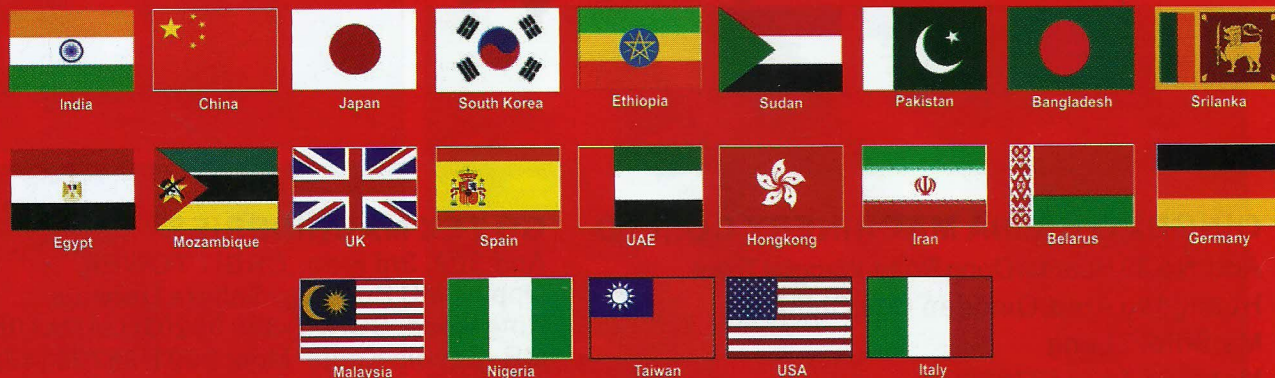 India China Japan South Korea Ethiopia Sudan Pakistan Bangladesh Srilanka
Egypt Mozambique UK Spain UAE Hongkong Iran Belarus Germany
Malaysia Nigeria Taiwan USA Italy